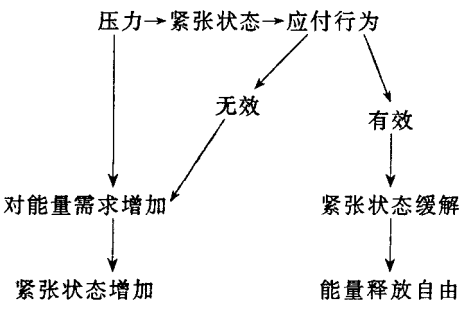 压力→紧张状态→应付行为
无效
有效
对能量需求增加 紧张状态缓解
紧张状态增加 能量释放自由